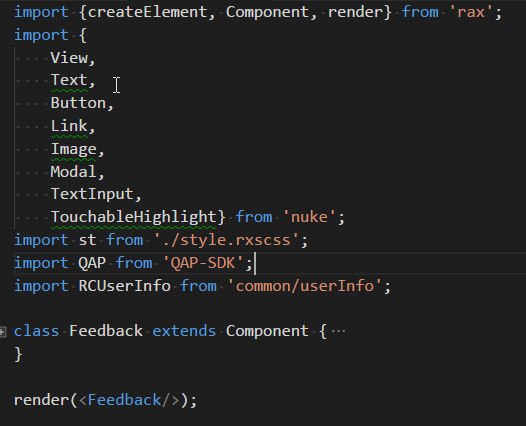 import {createElement, Component, render} from 'rax';
import {
    View,
    Text,
    Button,
    Link,
    Image,
    Modal,
    TextInput,
    TouchableHighlight} from 'nuke';
import st from './style.rxscss';
import QAP from 'QAP-SDK';
import RCUserInfo from 'common/userInfo';

class Feedback extends Component {···
}

render(<Feedback/>);